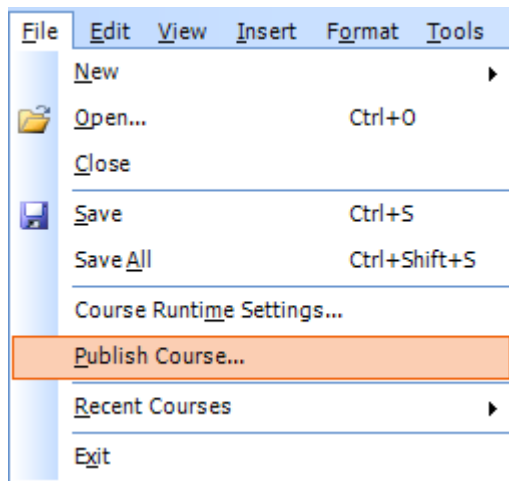 File Edit View Insert Format Tools
New
Open... Ctrl+O
Close
Save Ctrl+S
Save All Ctrl+Shift+S
Course Runtime Settings...
Publish Course...
Recent Courses
Exit